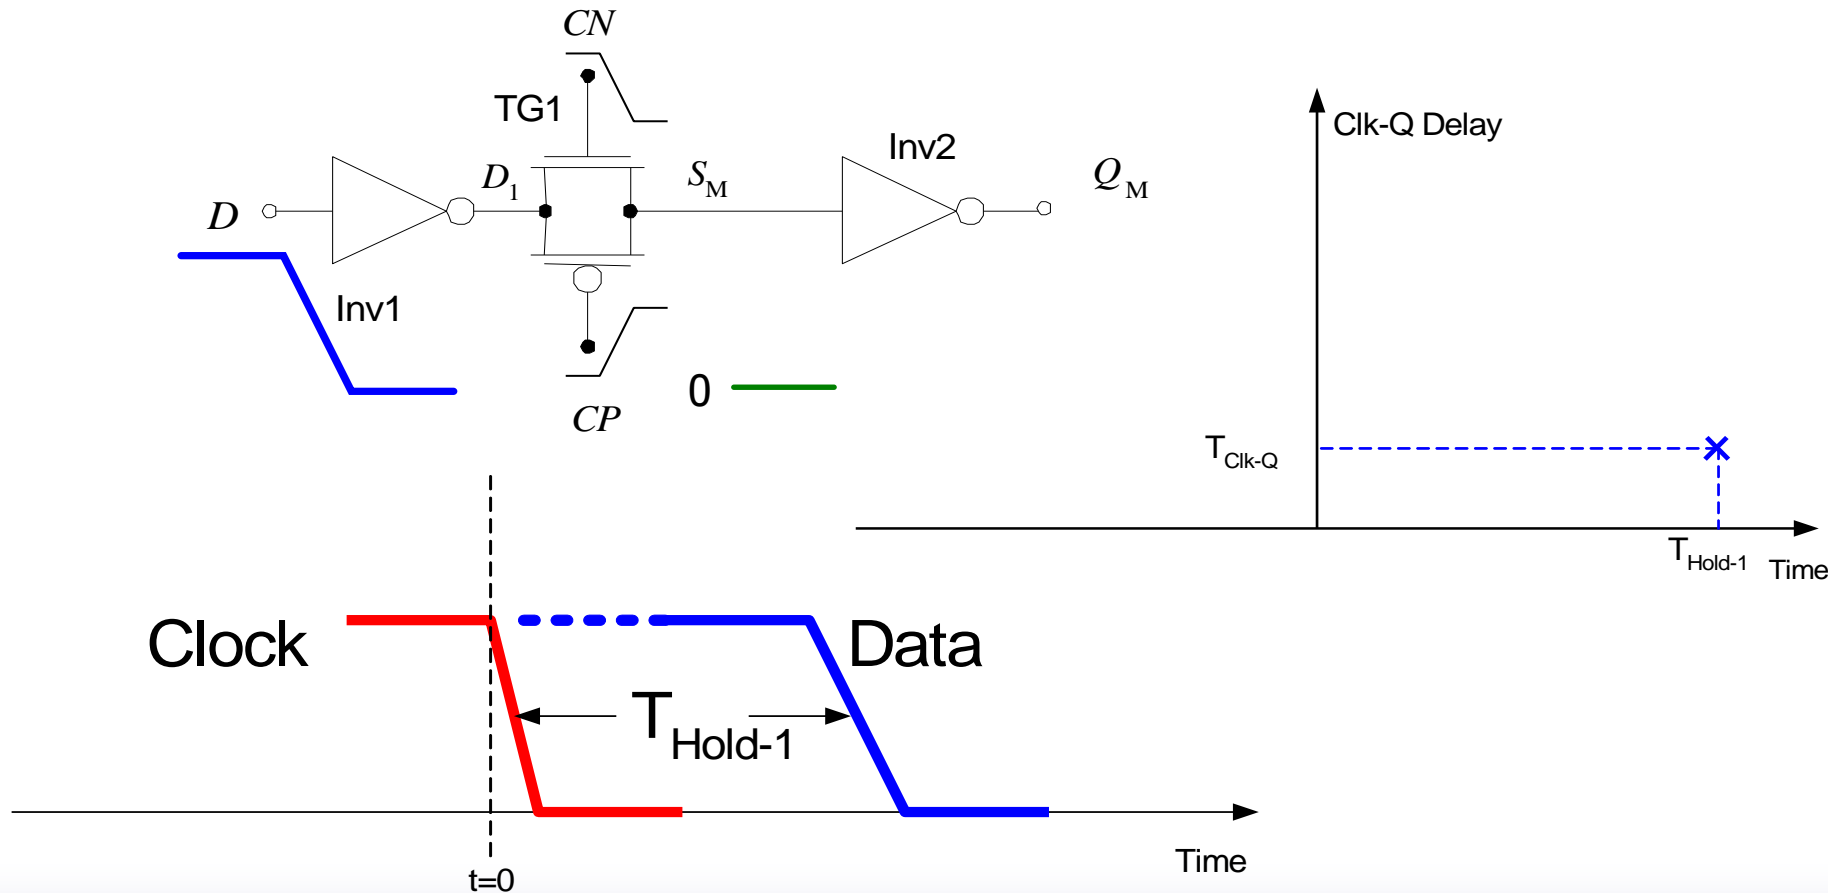 CN
TG1
Clk-Q Delay
Inv2
D
D1
SM
QM
Inv1
0
CP
TClk-Q
THold-1
Time
Clock
Data
THold-1
Time
t=0